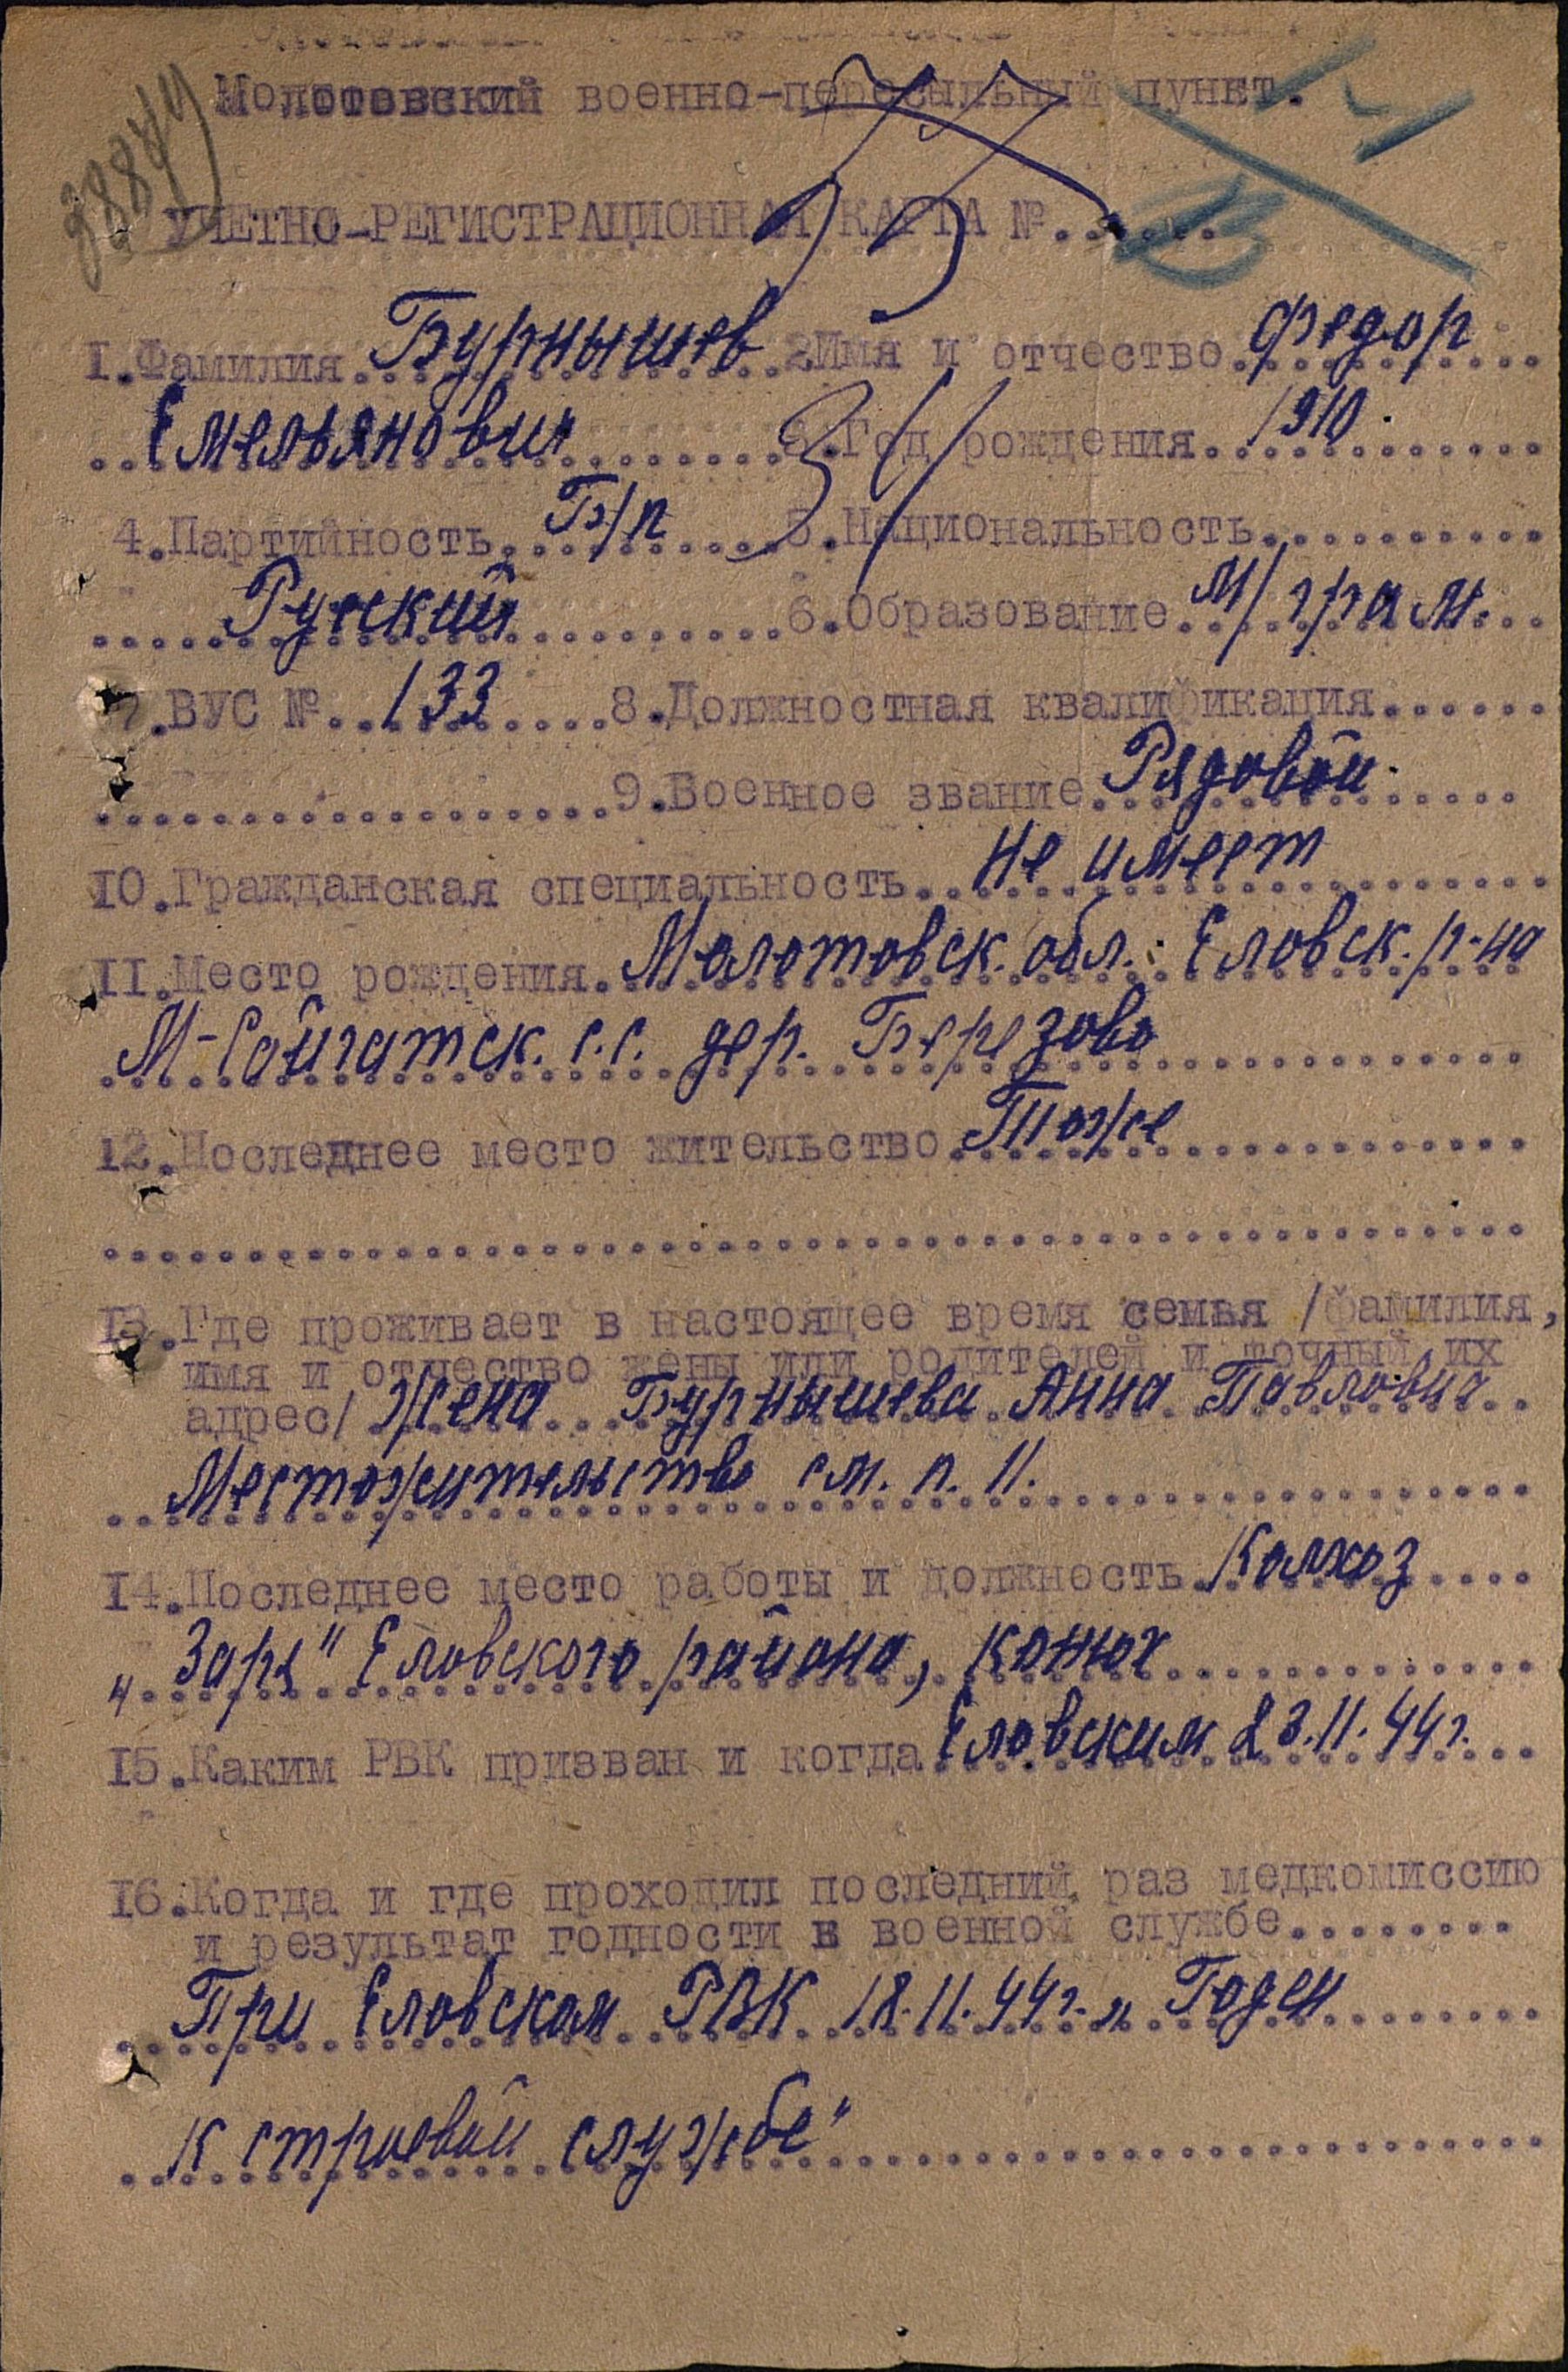 Молотовский военно-пересыльный пункт.
УЧЕТНО-РЕГИСТРАЦИОННАЯ КАРТА №......
1.Фамилия Бурнышев 2Имя и отчество Федор
Емельянович 3.Год рождения 1910.
4.Партийность Б/п 5.Национальность
Русский 6.Образование м/грам.
7.ВУС №. 133 8.Должностная квалификация
9.Военное звание Рядовой.
10.Гражданская специальность не имеет
11.Место рождения. Молотовск. обл. Еловск. р-на
М-Сойгатск. с.с. дер. Березово
12.Последнее место жительство Тоже
13.Где проживает в настоящее время семья /фамилия,
имя и отчество жены или родителей и точный их
адрес/ Жена Бурнышева Анна Павловна
Местожительство см. п. 11.
14.Последнее место работы и должность Колхоз
„Заря" Еловского района, конюх
15.Каким РВК призван и когда Еловским 23.11.44г.
16.Когда и где проходил последний раз медкомиссию
и результат годности к военной службе
При Еловском РВК 18.11.44г. „Годен
к строевой службе"